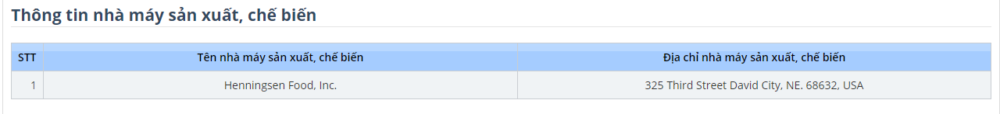 Thông tin nhà máy sản xuất, chế biến
STT Tên nhà máy sản xuất, chế biến Địa chỉ nhà máy sản xuất, chế biến
1 Henningsen Food, Inc. 325 Third Street David City, NE. 68632, USA